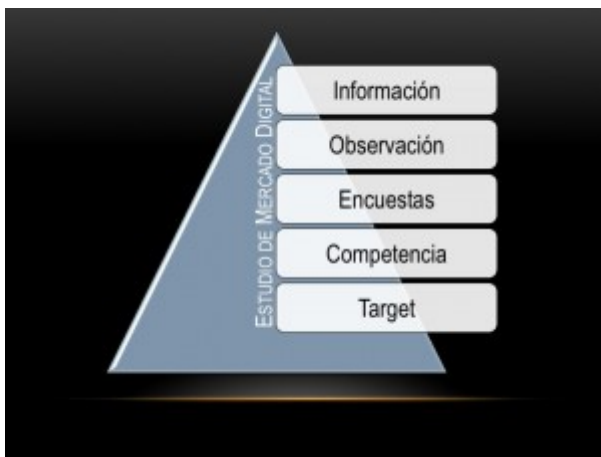 ESTUDIO DE MERCADO DIGITAL
Información
Observación
Encuestas
Competencia
Target